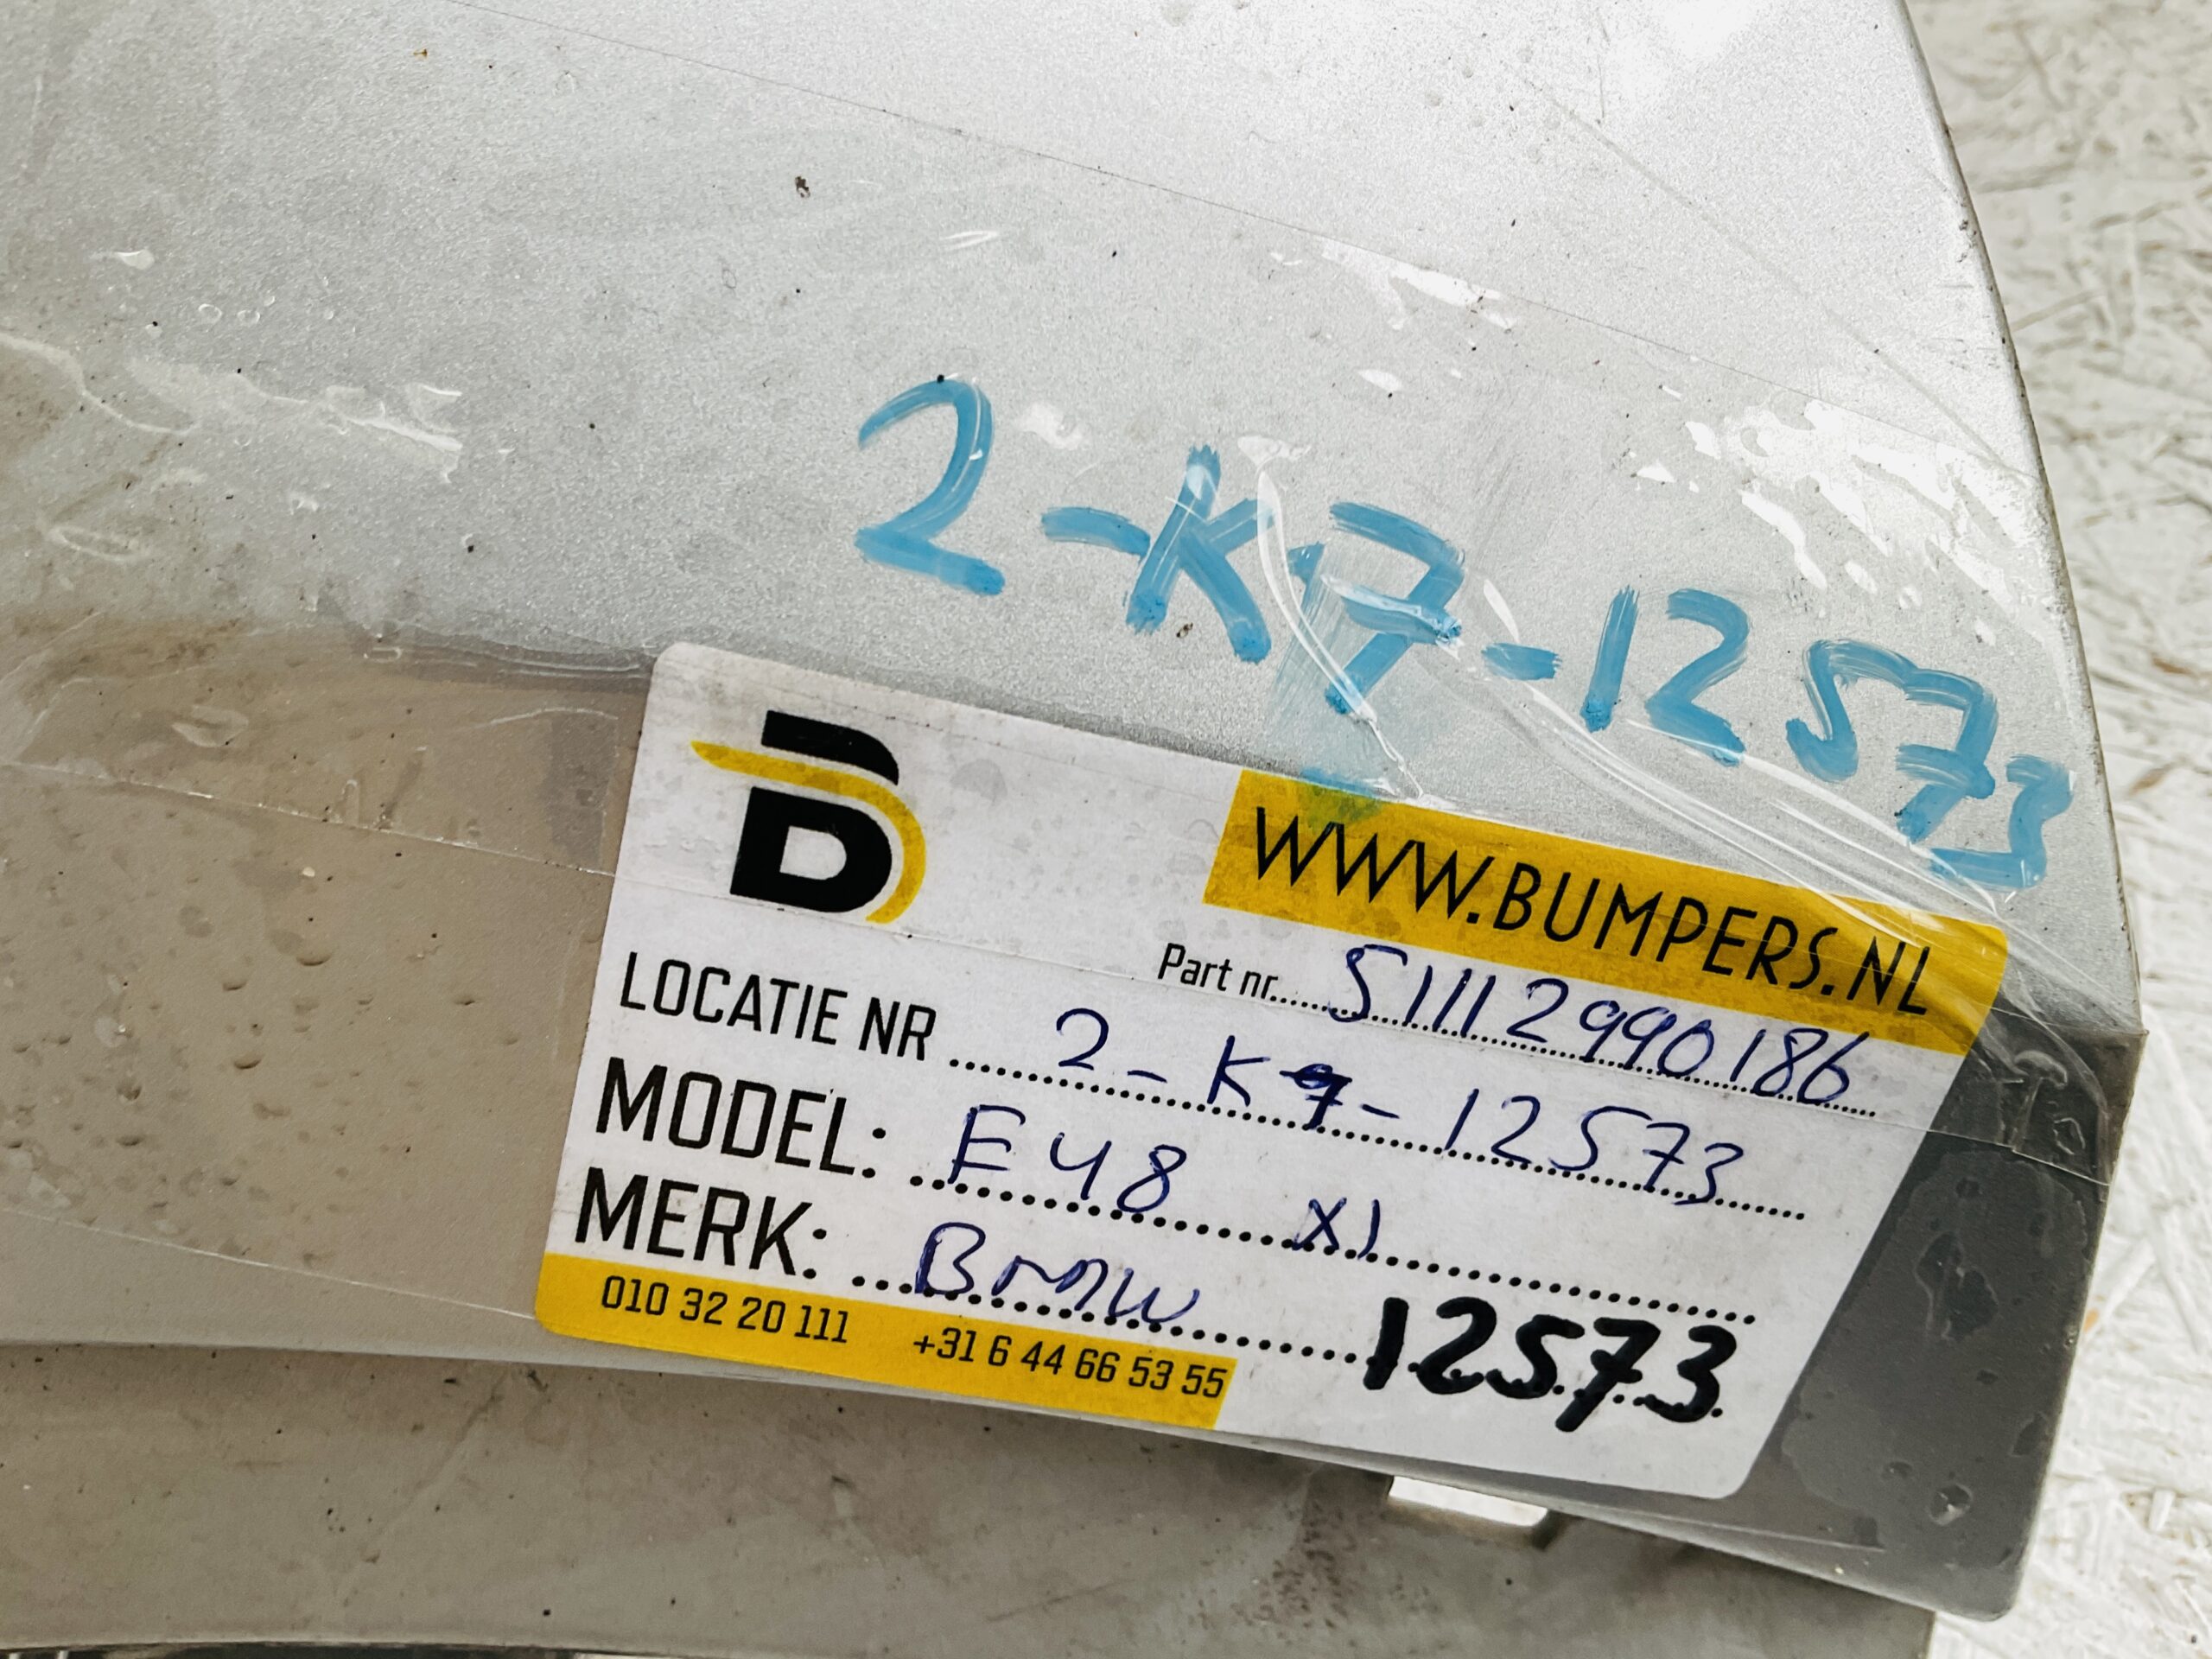 2-K-7-12573
WWW.BUMPERS.NL
Part nr. 51112990186
LOCATIE NR 2-K7-12573
MODEL: E48 X1
MERK: BMW
12573
010 32 20 111 +31 6 44 66 53 55